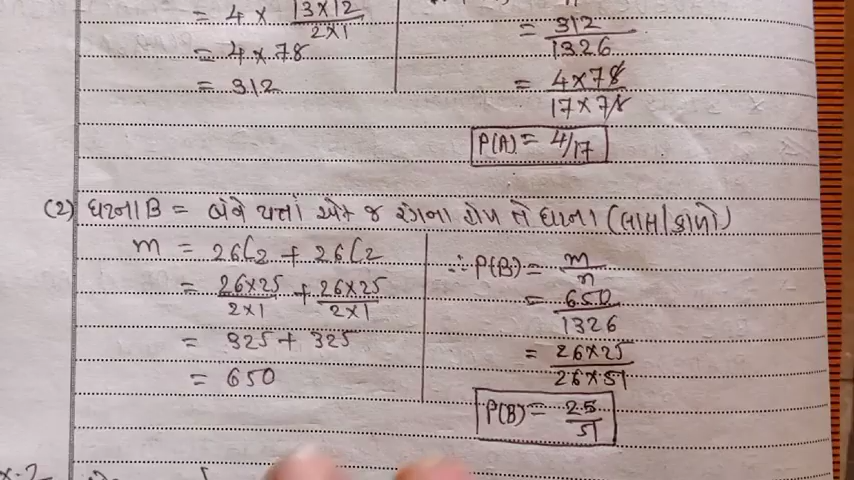 = 4 × 13×12 / 2×1
= 4 × 78
= 312
= 312 / 1326
= 4×78 / 17×78
P(A) = 4/17
(2) ઘટના B = બંને પત્તાં એક જ રંગના હોય તે ઘટના (લાલ/કાળો)
m = 26C2 + 26C2
= 26×25 / 2×1 + 26×25 / 2×1
= 325 + 325
= 650
∴ P(B) = m / n
= 650 / 1326
= 26×25 / 26×51
P(B) = 25 / 51